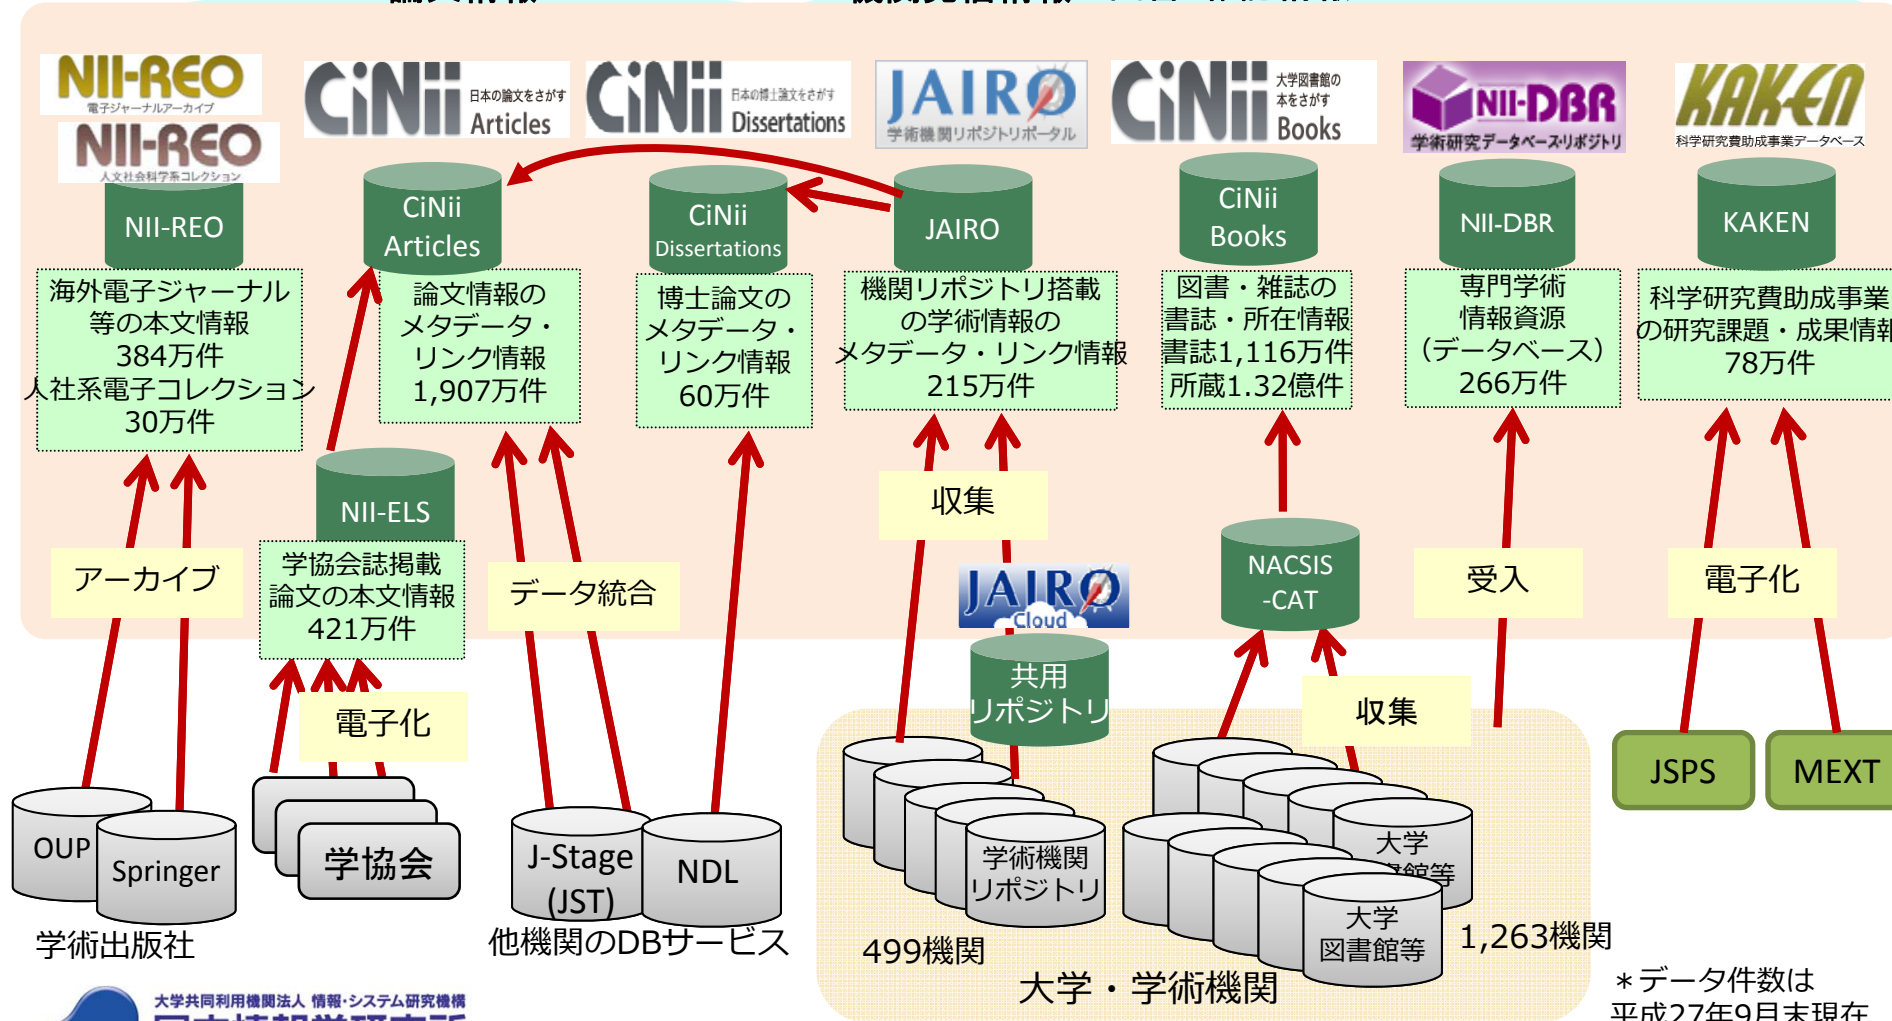 NII-REO
電子ジャーナルアーカイブ
NII-REO
人文社会科学系コレクション
CiNii
日本の論文をさがす
Articles
CiNii
日本の博士論文をさがす
Dissertations
JAIRO
学術機関リポジトリポータル
CiNii
大学図書館の
本をさがす
Books
NII-DBR
学術研究データベース・リポジトリ
KAKEN
科学研究費助成事業データベース
NII-REO
CiNii
Articles
CiNii
Dissertations
JAIRO
CiNii
Books
NII-DBR
KAKEN
海外電子ジャーナル
等の本文情報
384万件
人社系電子コレクション
30万件
論文情報の
メタデータ・
リンク情報
1,907万件
博士論文の
メタデータ・
リンク情報
60万件
機関リポジトリ搭載
の学術情報の
メタデータ・リンク情報
215万件
図書・雑誌の
書誌・所在情報
書誌1,116万件
所蔵1.32億件
専門学術
情報資源
（データベース）
266万件
科学研究費助成事業
の研究課題・成果情報
78万件
NII-ELS
学協会誌掲載
論文の本文情報
421万件
アーカイブ
データ統合
収集
JAIRO
Cloud
NACSIS
-CAT
受入
電子化
共用
リポジトリ
電子化
収集
OUP
Springer
学術出版社
学協会
J-Stage
(JST)
NDL
他機関のDBサービス
学術機関
リポジトリ
499機関
大学
館等
大学
図書館等
1,263機関
大学・学術機関
JSPS
MEXT
＊データ件数は
平成27年9月末現在
大学共同利用機関法人 情報・システム研究機構
国立情報学研究所